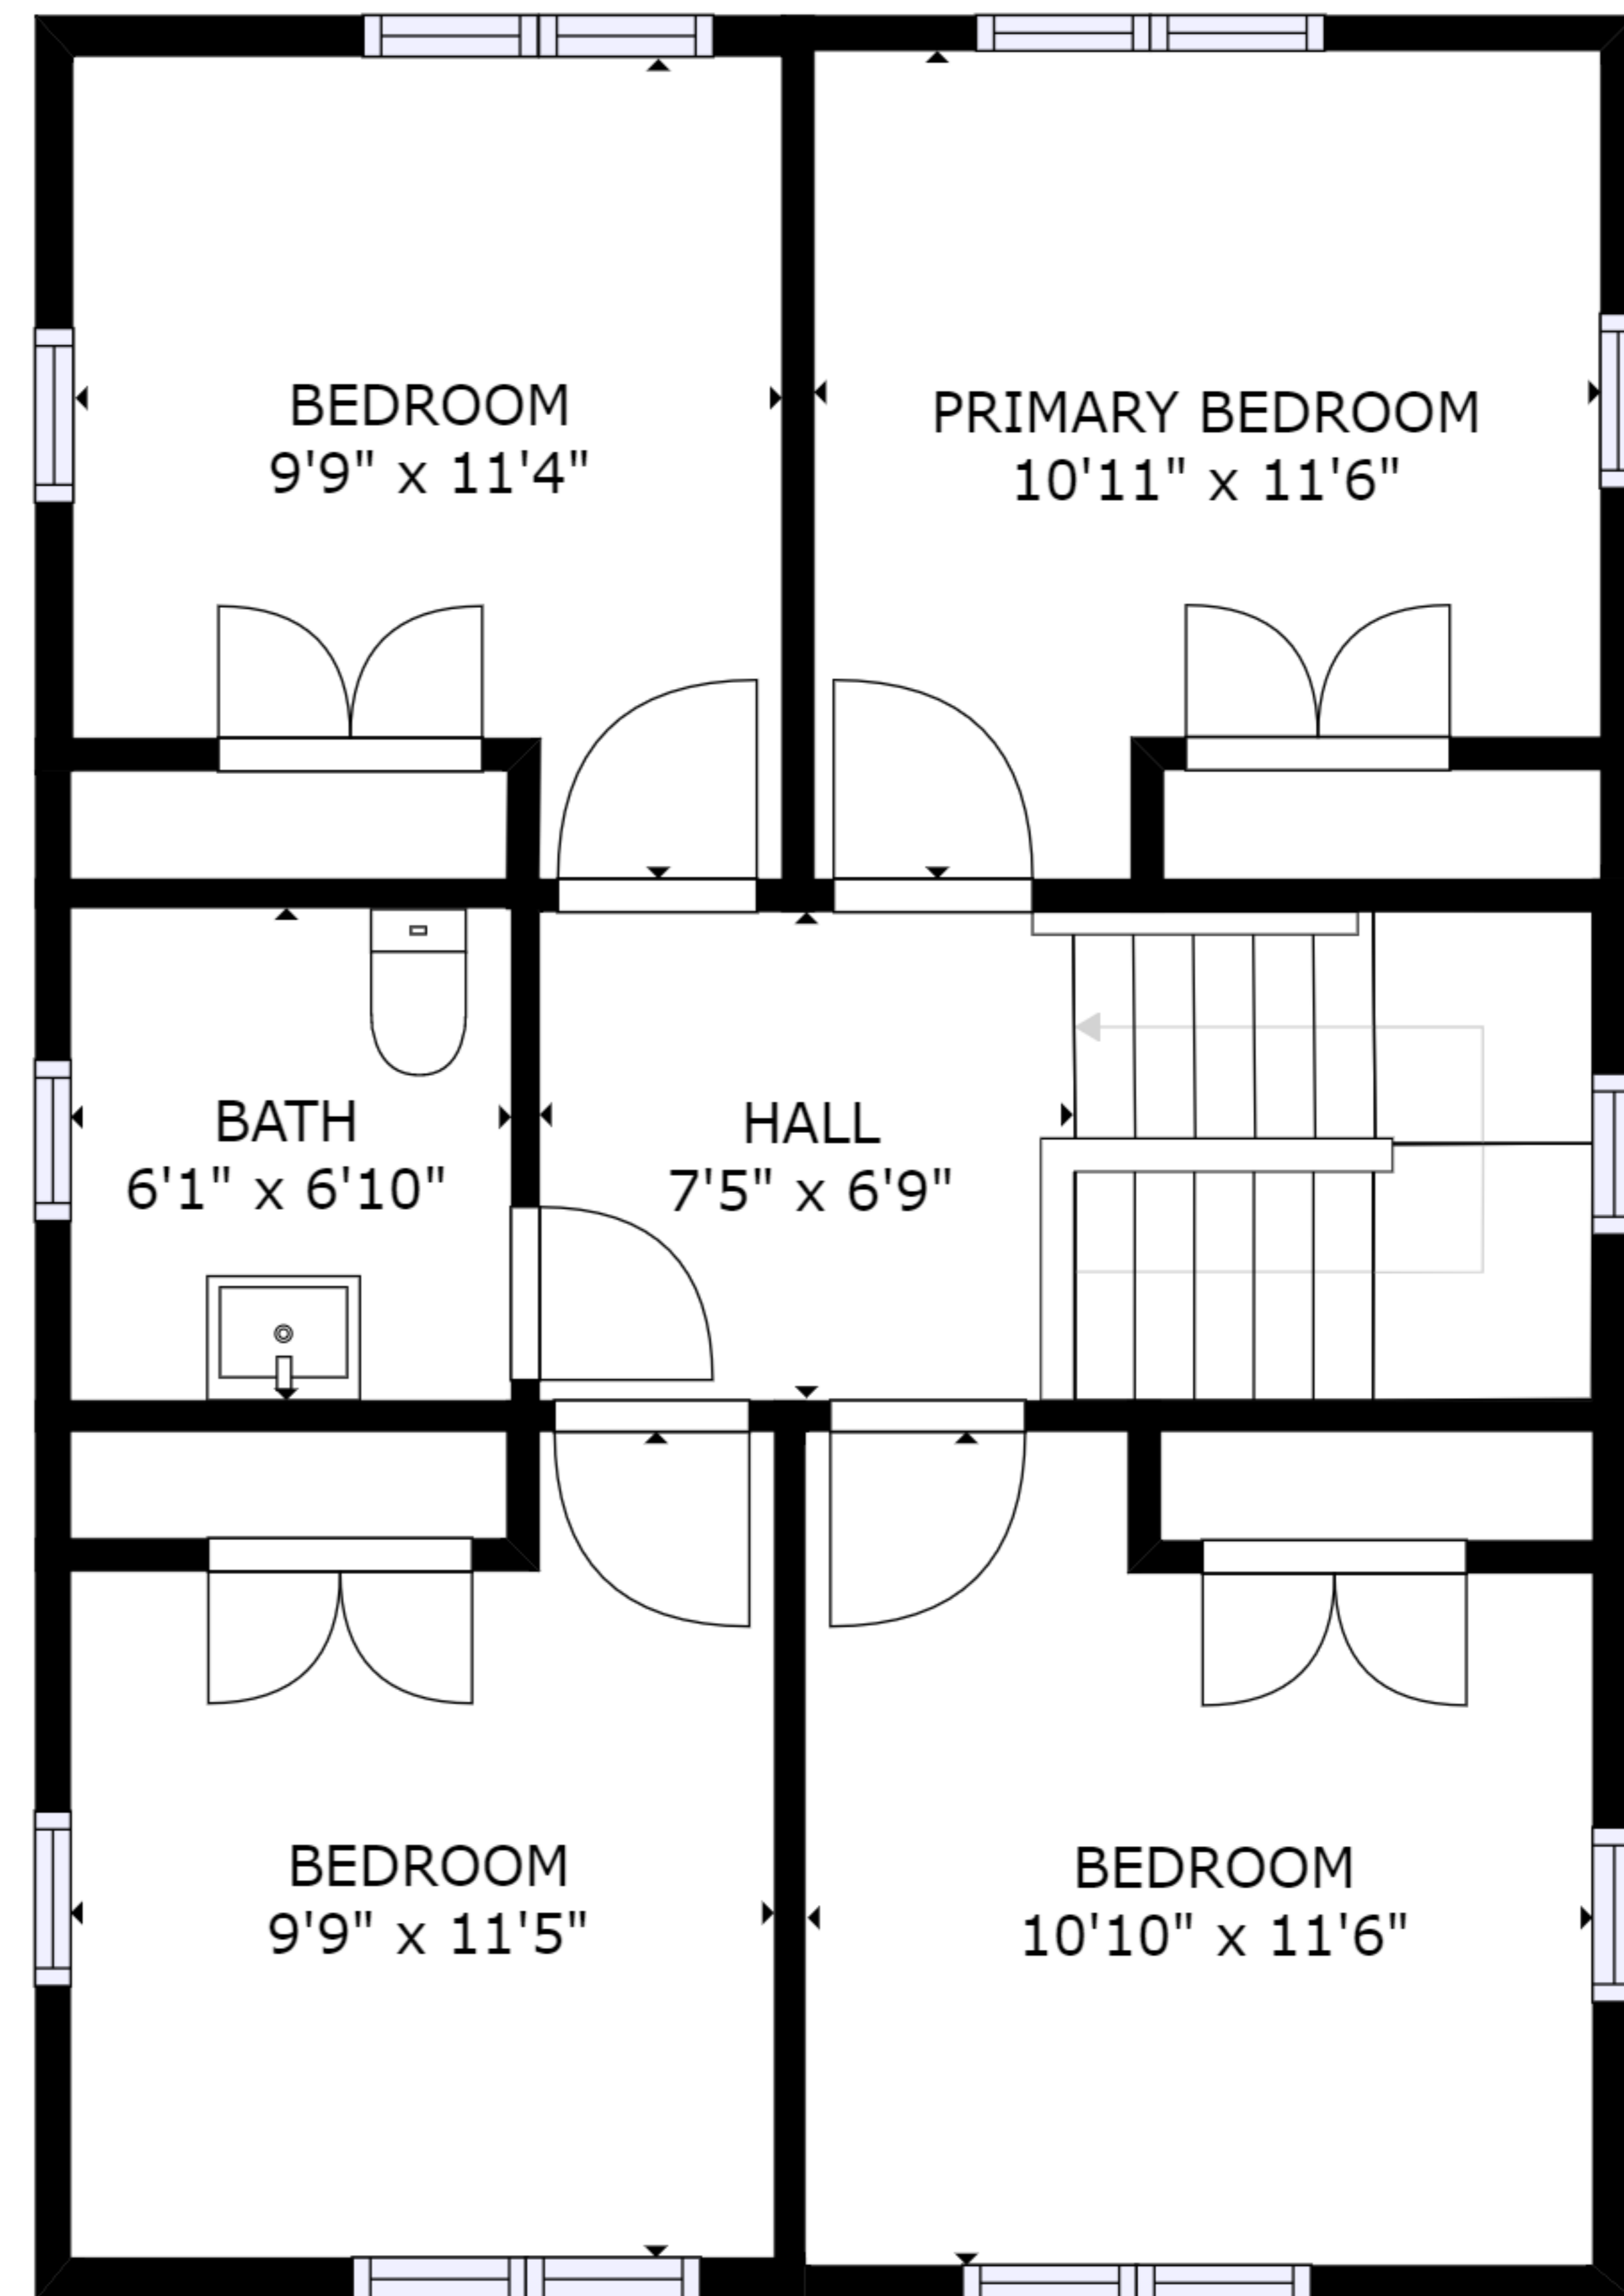 BEDROOM
9'9" x 11'4"
PRIMARY BEDROOM
10'11" x 11'6"
BATH
6'1" x 6'10"
HALL
7'5" x 6'9"
BEDROOM
9'9" x 11'5"
BEDROOM
10'10" x 11'6"